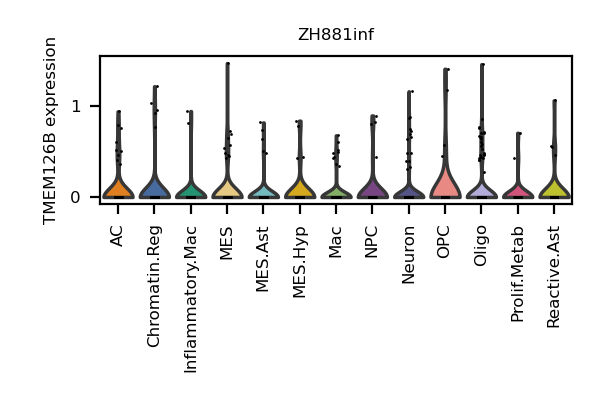 ZH881inf
TMEM126B expression
1
0
AC
Chromatin.Reg
Inflammatory.Mac
MES
MES.Ast
MES.Hyp
Mac
NPC
Neuron
OPC
Oligo
Prolif.Metab
Reactive.Ast